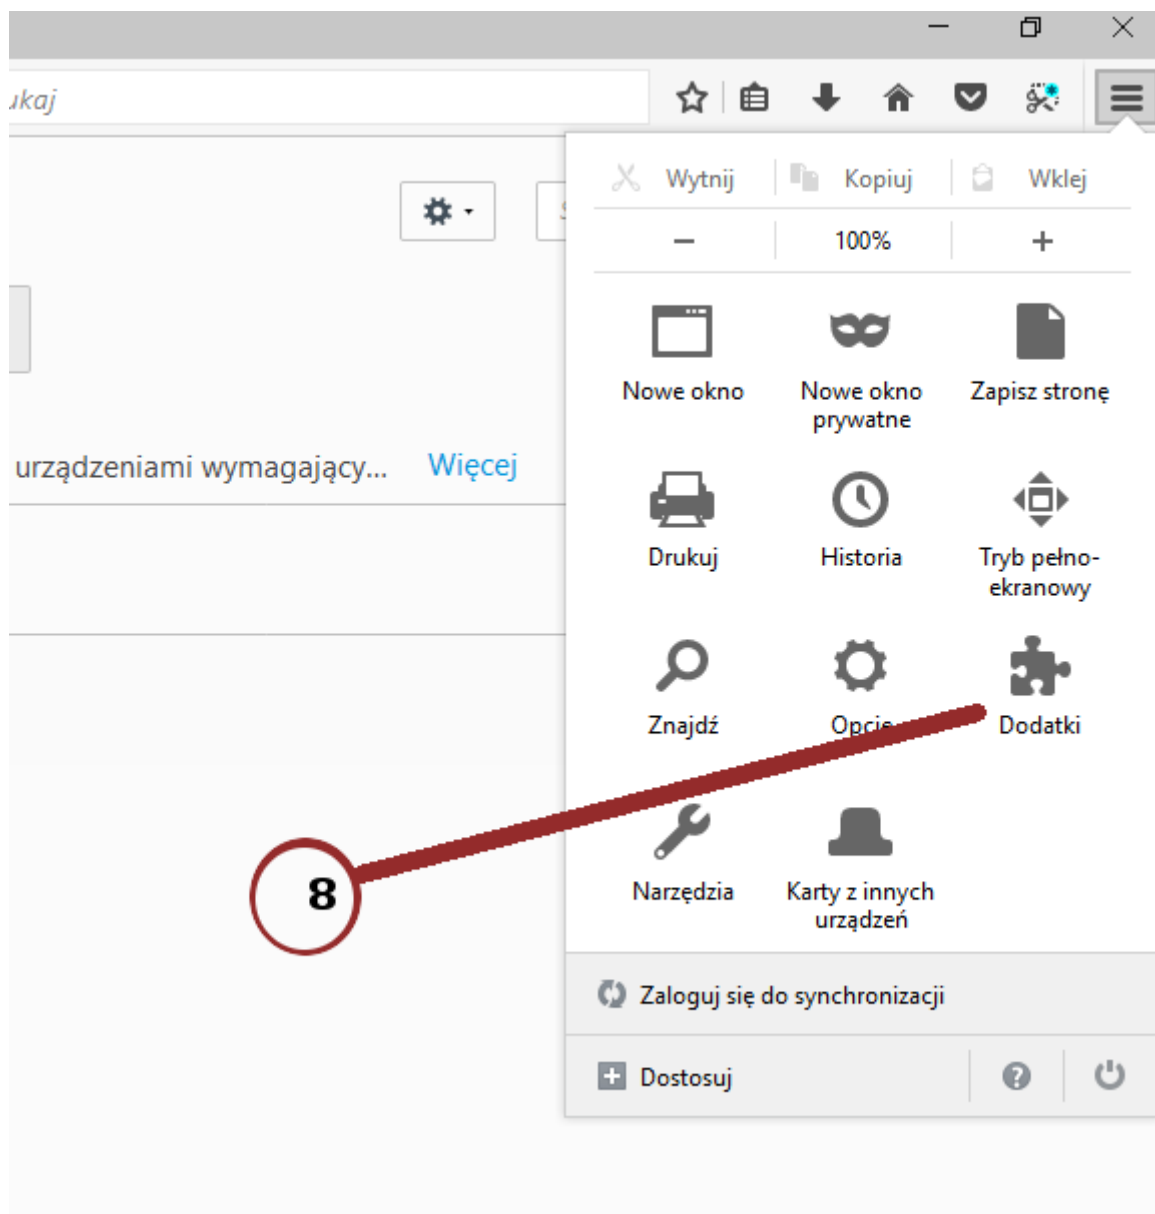 ukaj
Wytnij Kopiuj Wklej
100%
Nowe okno
Nowe okno
prywatne
Zapisz stronę
urządzeniami wymagający... Więcej
Drukuj
Historia
Tryb pełno-
ekranowy
Znajdź
Opcje
Dodatki
8
Narzędzia
Karty z innych
urządzeń
Zaloguj się do synchronizacji
Dostosuj